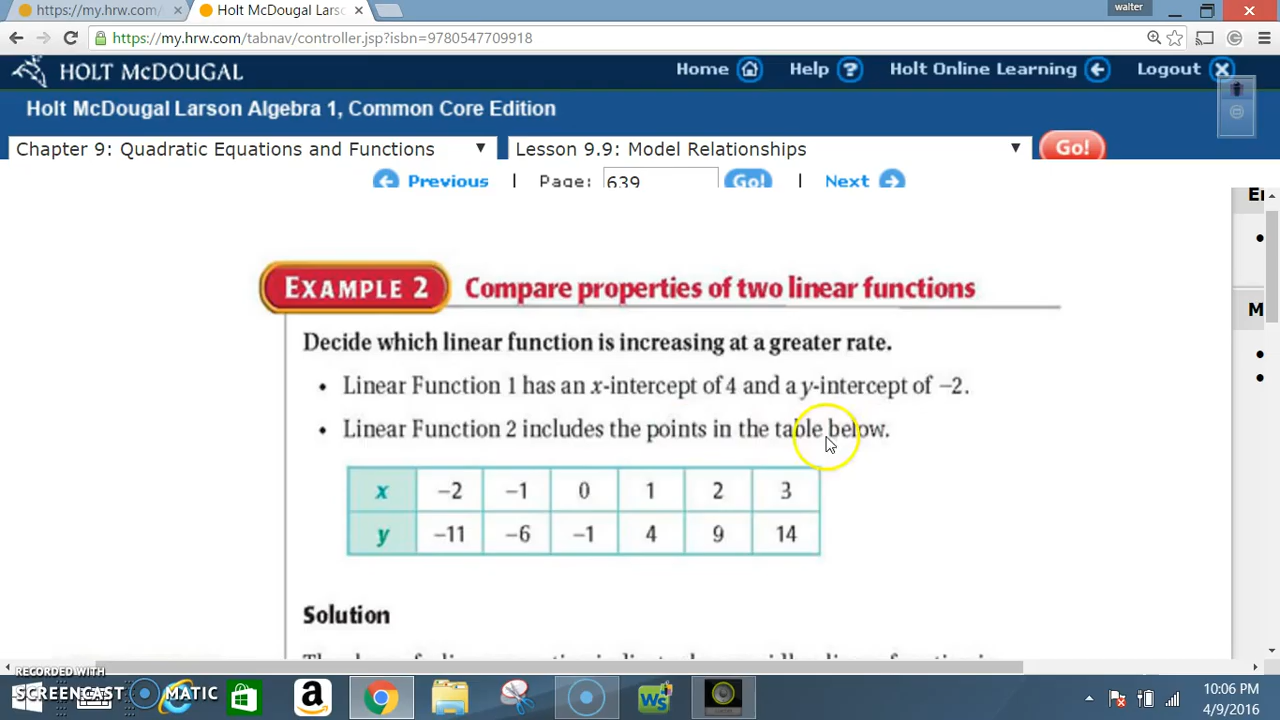 https://my.hrw.com/
Holt McDougal Lars
walter
https://my.hrw.com/tabnav/controller.jsp?isbn=9780547709918
HOLT MCDOUGAL
Home
Help
Holt Online Learning
Logout
Holt McDougal Larson Algebra 1, Common Core Edition
Chapter 9: Quadratic Equations and Functions
Lesson 9.9: Model Relationships
Go!
Previous | Page: 639 Go! | Next
EXAMPLE 2 Compare properties of two linear functions
Decide which linear function is increasing at a greater rate.
• Linear Function 1 has an x-intercept of 4 and a y-intercept of −2.
• Linear Function 2 includes the points in the table below.
x −2 −1 0 1 2 3
y −11 −6 −1 4 9 14
Solution
RECORDED WITH
SCREENCAST MATIC
10:06 PM
4/9/2016